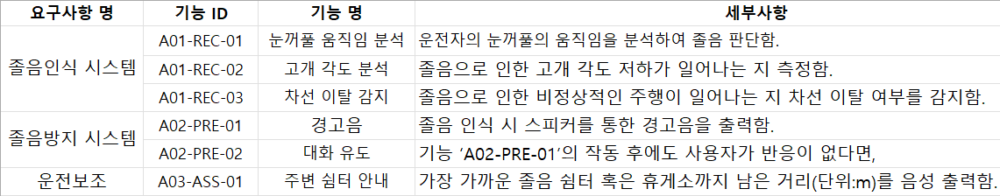 요구사항 명 기능 ID 기능 명 세부사항
졸음인식 시스템
A01-REC-01 눈꺼풀 움직임 분석 운전자의 눈꺼풀의 움직임을 분석하여 졸음 판단함.
A01-REC-02 고개 각도 분석 졸음으로 인한 고개 각도 저하가 일어나는 지 측정함.
A01-REC-03 차선 이탈 감지 졸음으로 인한 비정상적인 주행이 일어나는 지 차선 이탈 여부를 감지함.
졸음방지 시스템
A02-PRE-01 경고음 졸음 인식 시 스피커를 통한 경고음을 출력함.
A02-PRE-02 대화 유도 기능 ‘A02-PRE-01’의 작동 후에도 사용자가 반응이 없다면,
운전보조 A03-ASS-01 주변 쉼터 안내 가장 가까운 졸음 쉼터 혹은 휴게소까지 남은 거리(단위:m)를 음성 출력함.